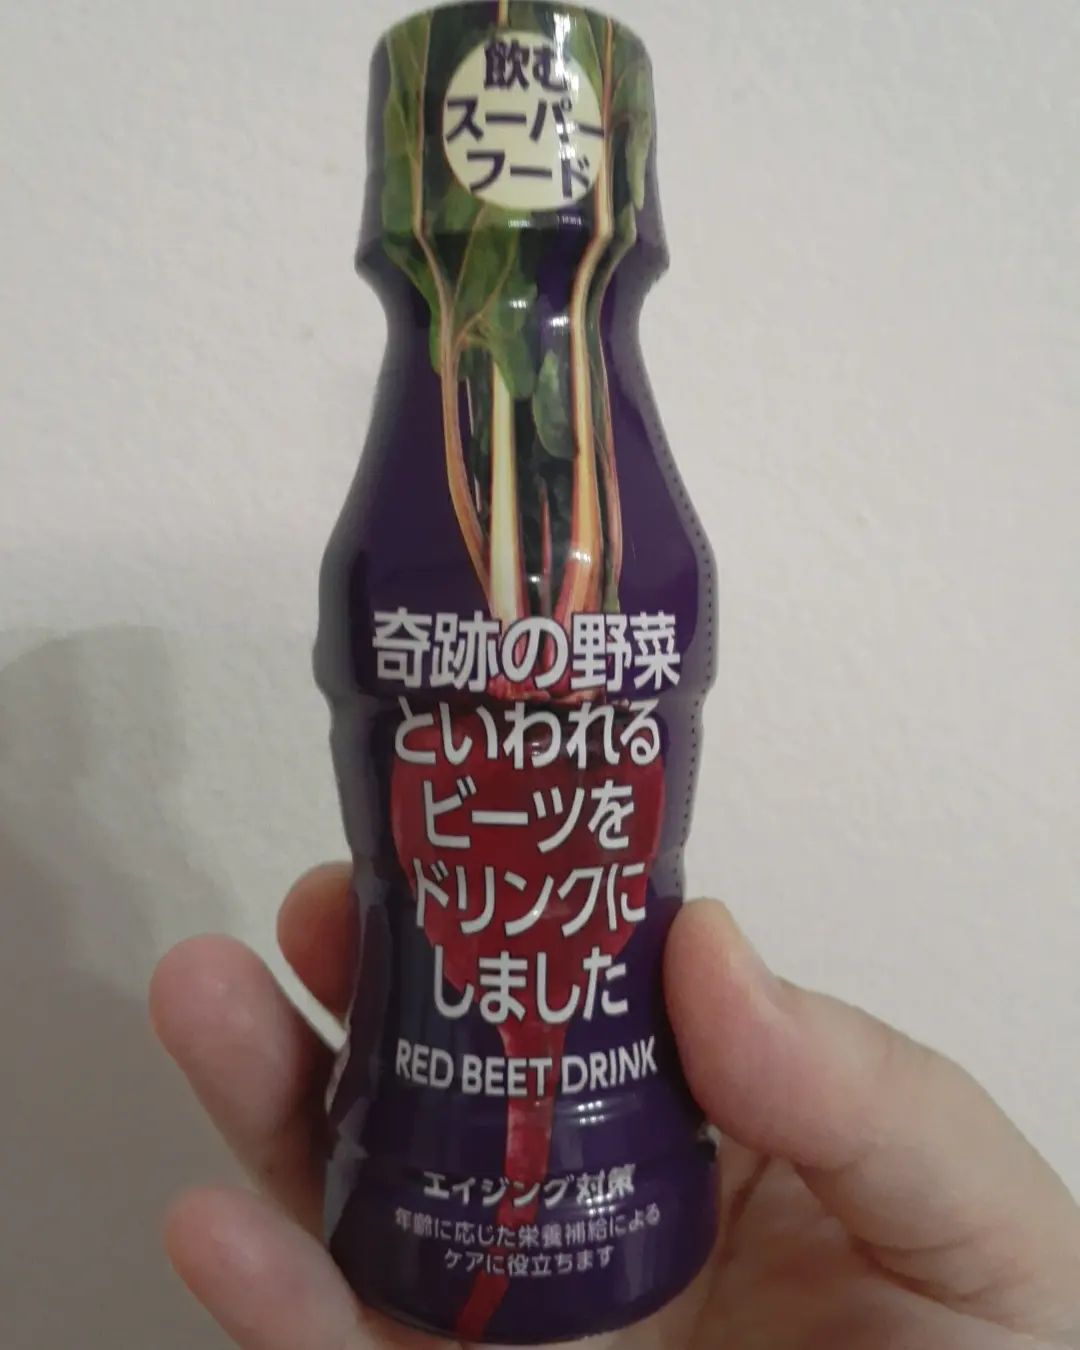 飲む
スーパー
フード
奇跡の野菜
といわれる
ビーツを
ドリンクに
しました
RED BEET DRINK
エイジング対策
年齢に応じた栄養補給による
ケアに役立ちます